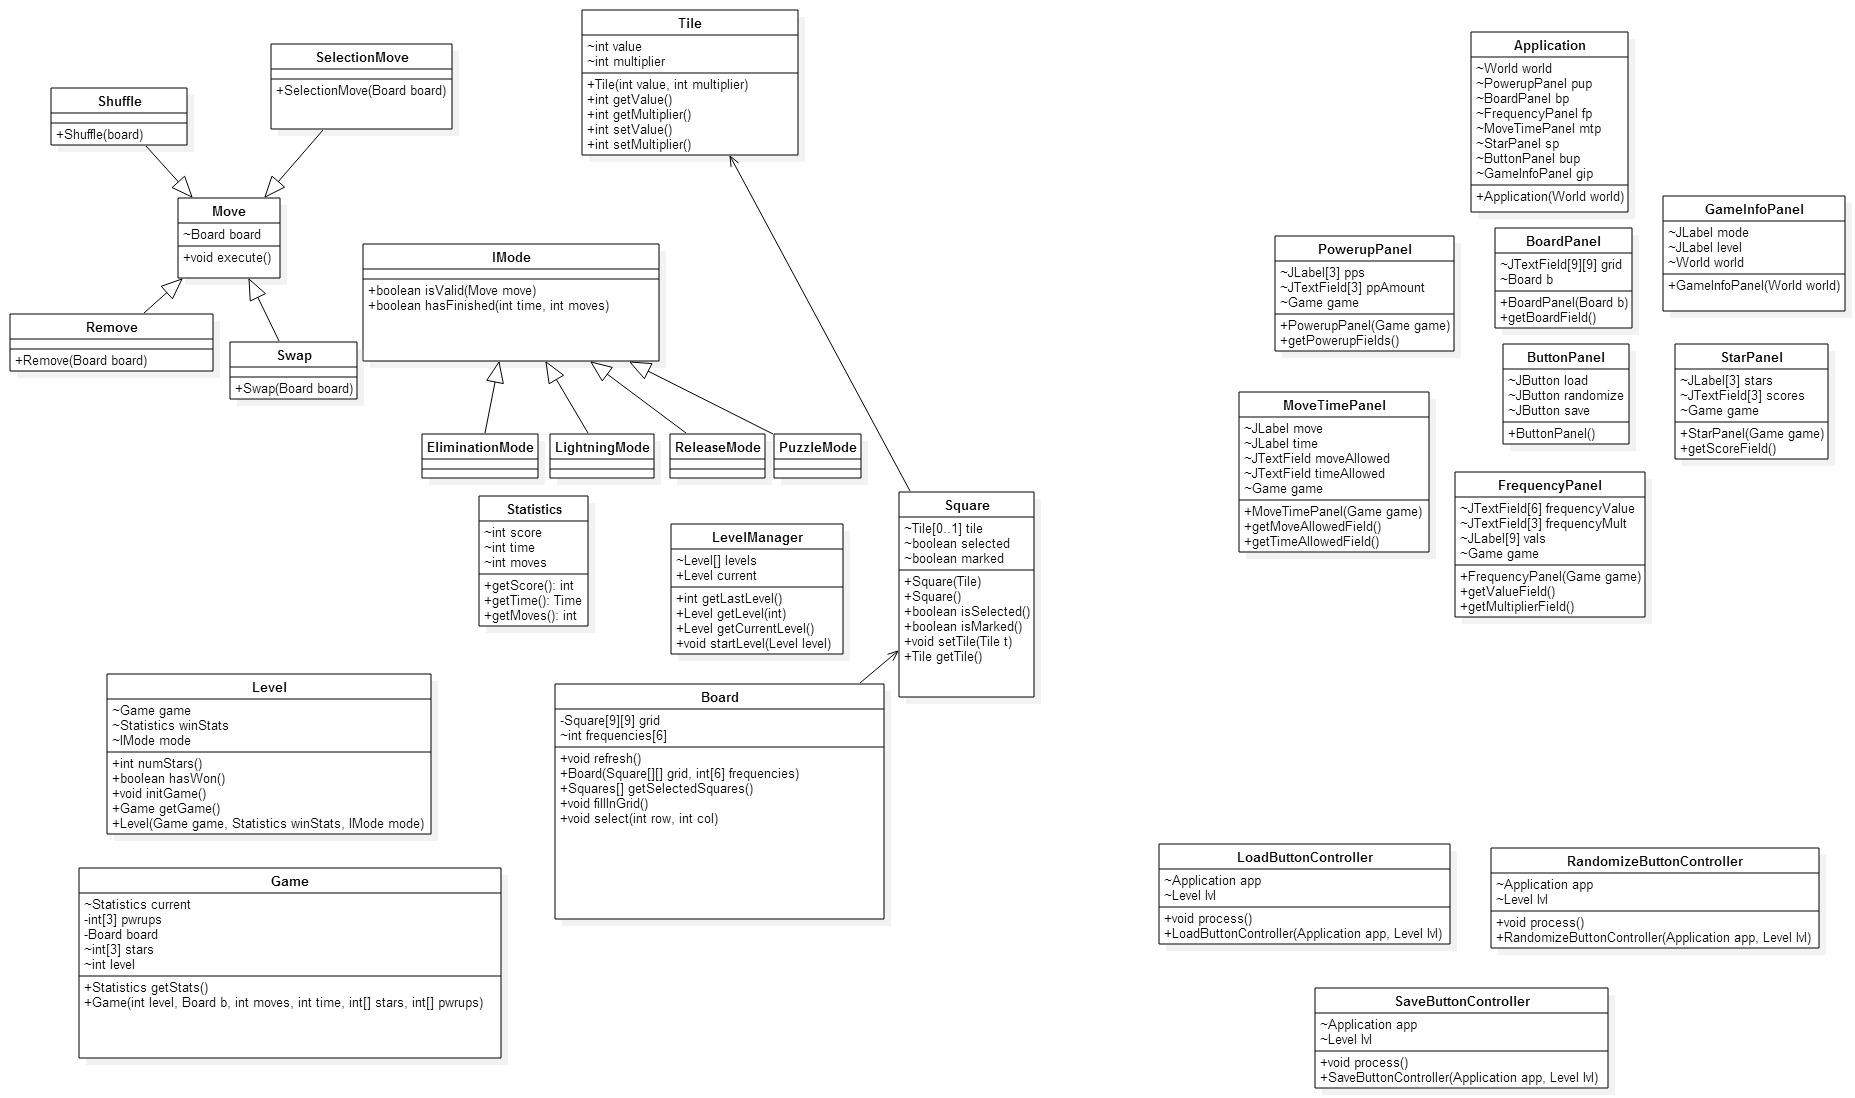 Tile
~int value
~int multiplier
+Tile(int value, int multiplier)
+int getValue()
+int getMultiplier()
+int setValue()
+int setMultiplier()
SelectionMove
+SelectionMove(Board board)
Shuffle
+Shuffle(board)
Move
~Board board
+void execute()
Remove
+Remove(Board board)
Swap
+Swap(Board board)
IMode
+boolean isValid(Move move)
+boolean hasFinished(int time, int moves)
EliminationMode
LightningMode
ReleaseMode
PuzzleMode
Statistics
~int score
~int time
~int moves
+getScore(): int
+getTime(): Time
+getMoves(): int
LevelManager
~Level[] levels
+Level current
+int getLastLevel()
+Level getLevel(int)
+Level getCurrentLevel()
+void startLevel(Level level)
Square
~Tile[0..1] tile
~boolean selected
~boolean marked
+Square(Tile)
+Square()
+boolean isSelected()
+boolean isMarked()
+void setTile(Tile t)
+Tile getTile()
Level
~Game game
~Statistics winStats
~IMode mode
+int numStars()
+boolean hasWon()
+void initGame()
+Game getGame()
+Level(Game game, Statistics winStats, IMode mode)
Board
-Square[9][9] grid
~int frequencies[6]
+void refresh()
+Board(Square[][] grid, int[6] frequencies)
+Squares[] getSelectedSquares()
+void fillInGrid()
+void select(int row, int col)
Game
~Statistics current
-int[3] pwrups
-Board board
~int[3] stars
~int level
+Statistics getStats()
+Game(int level, Board b, int moves, int time, int[] stars, int[] pwrups)
Application
~World world
~PowerupPanel pup
~BoardPanel bp
~FrequencyPanel fp
~MoveTimePanel mtp
~StarPanel sp
~ButtonPanel bup
~GameInfoPanel gip
+Application(World world)
GameInfoPanel
~JLabel mode
~JLabel level
~World world
+GameInfoPanel(World world)
PowerupPanel
~JLabel[3] pps
~JTextField[3] ppAmount
~Game game
+PowerupPanel(Game game)
+getPowerupFields()
BoardPanel
~JTextField[9][9] grid
~Board b
+BoardPanel(Board b)
+getBoardField()
ButtonPanel
~JButton load
~JButton randomize
~JButton save
+ButtonPanel()
StarPanel
~JLabel[3] stars
~JTextField[3] scores
~Game game
+StarPanel(Game game)
+getScoreField()
MoveTimePanel
~JLabel move
~JLabel time
~JTextField moveAllowed
~JTextField timeAllowed
~Game game
+MoveTimePanel(Game game)
+getMoveAllowedField()
+getTimeAllowedField()
FrequencyPanel
~JTextField[6] frequencyValue
~JTextField[3] frequencyMult
~JLabel[9] vals
~Game game
+FrequencyPanel(Game game)
+getValueField()
+getMultiplierField()
LoadButtonController
~Application app
~Level lvl
+void process()
+LoadButtonController(Application app, Level lvl)
RandomizeButtonController
~Application app
~Level lvl
+void process()
+RandomizeButtonController(Application app, Level lvl)
SaveButtonController
~Application app
~Level lvl
+void process()
+SaveButtonController(Application app, Level lvl)